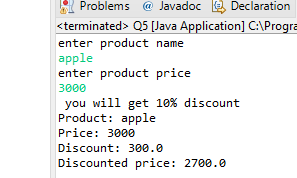 Problems @ Javadoc Declaration
<terminated> Q5 [Java Application] C:\Progra
enter product name
apple
enter product price
3000
you will get 10% discount
Product: apple
Price: 3000
Discount: 300.0
Discounted price: 2700.0